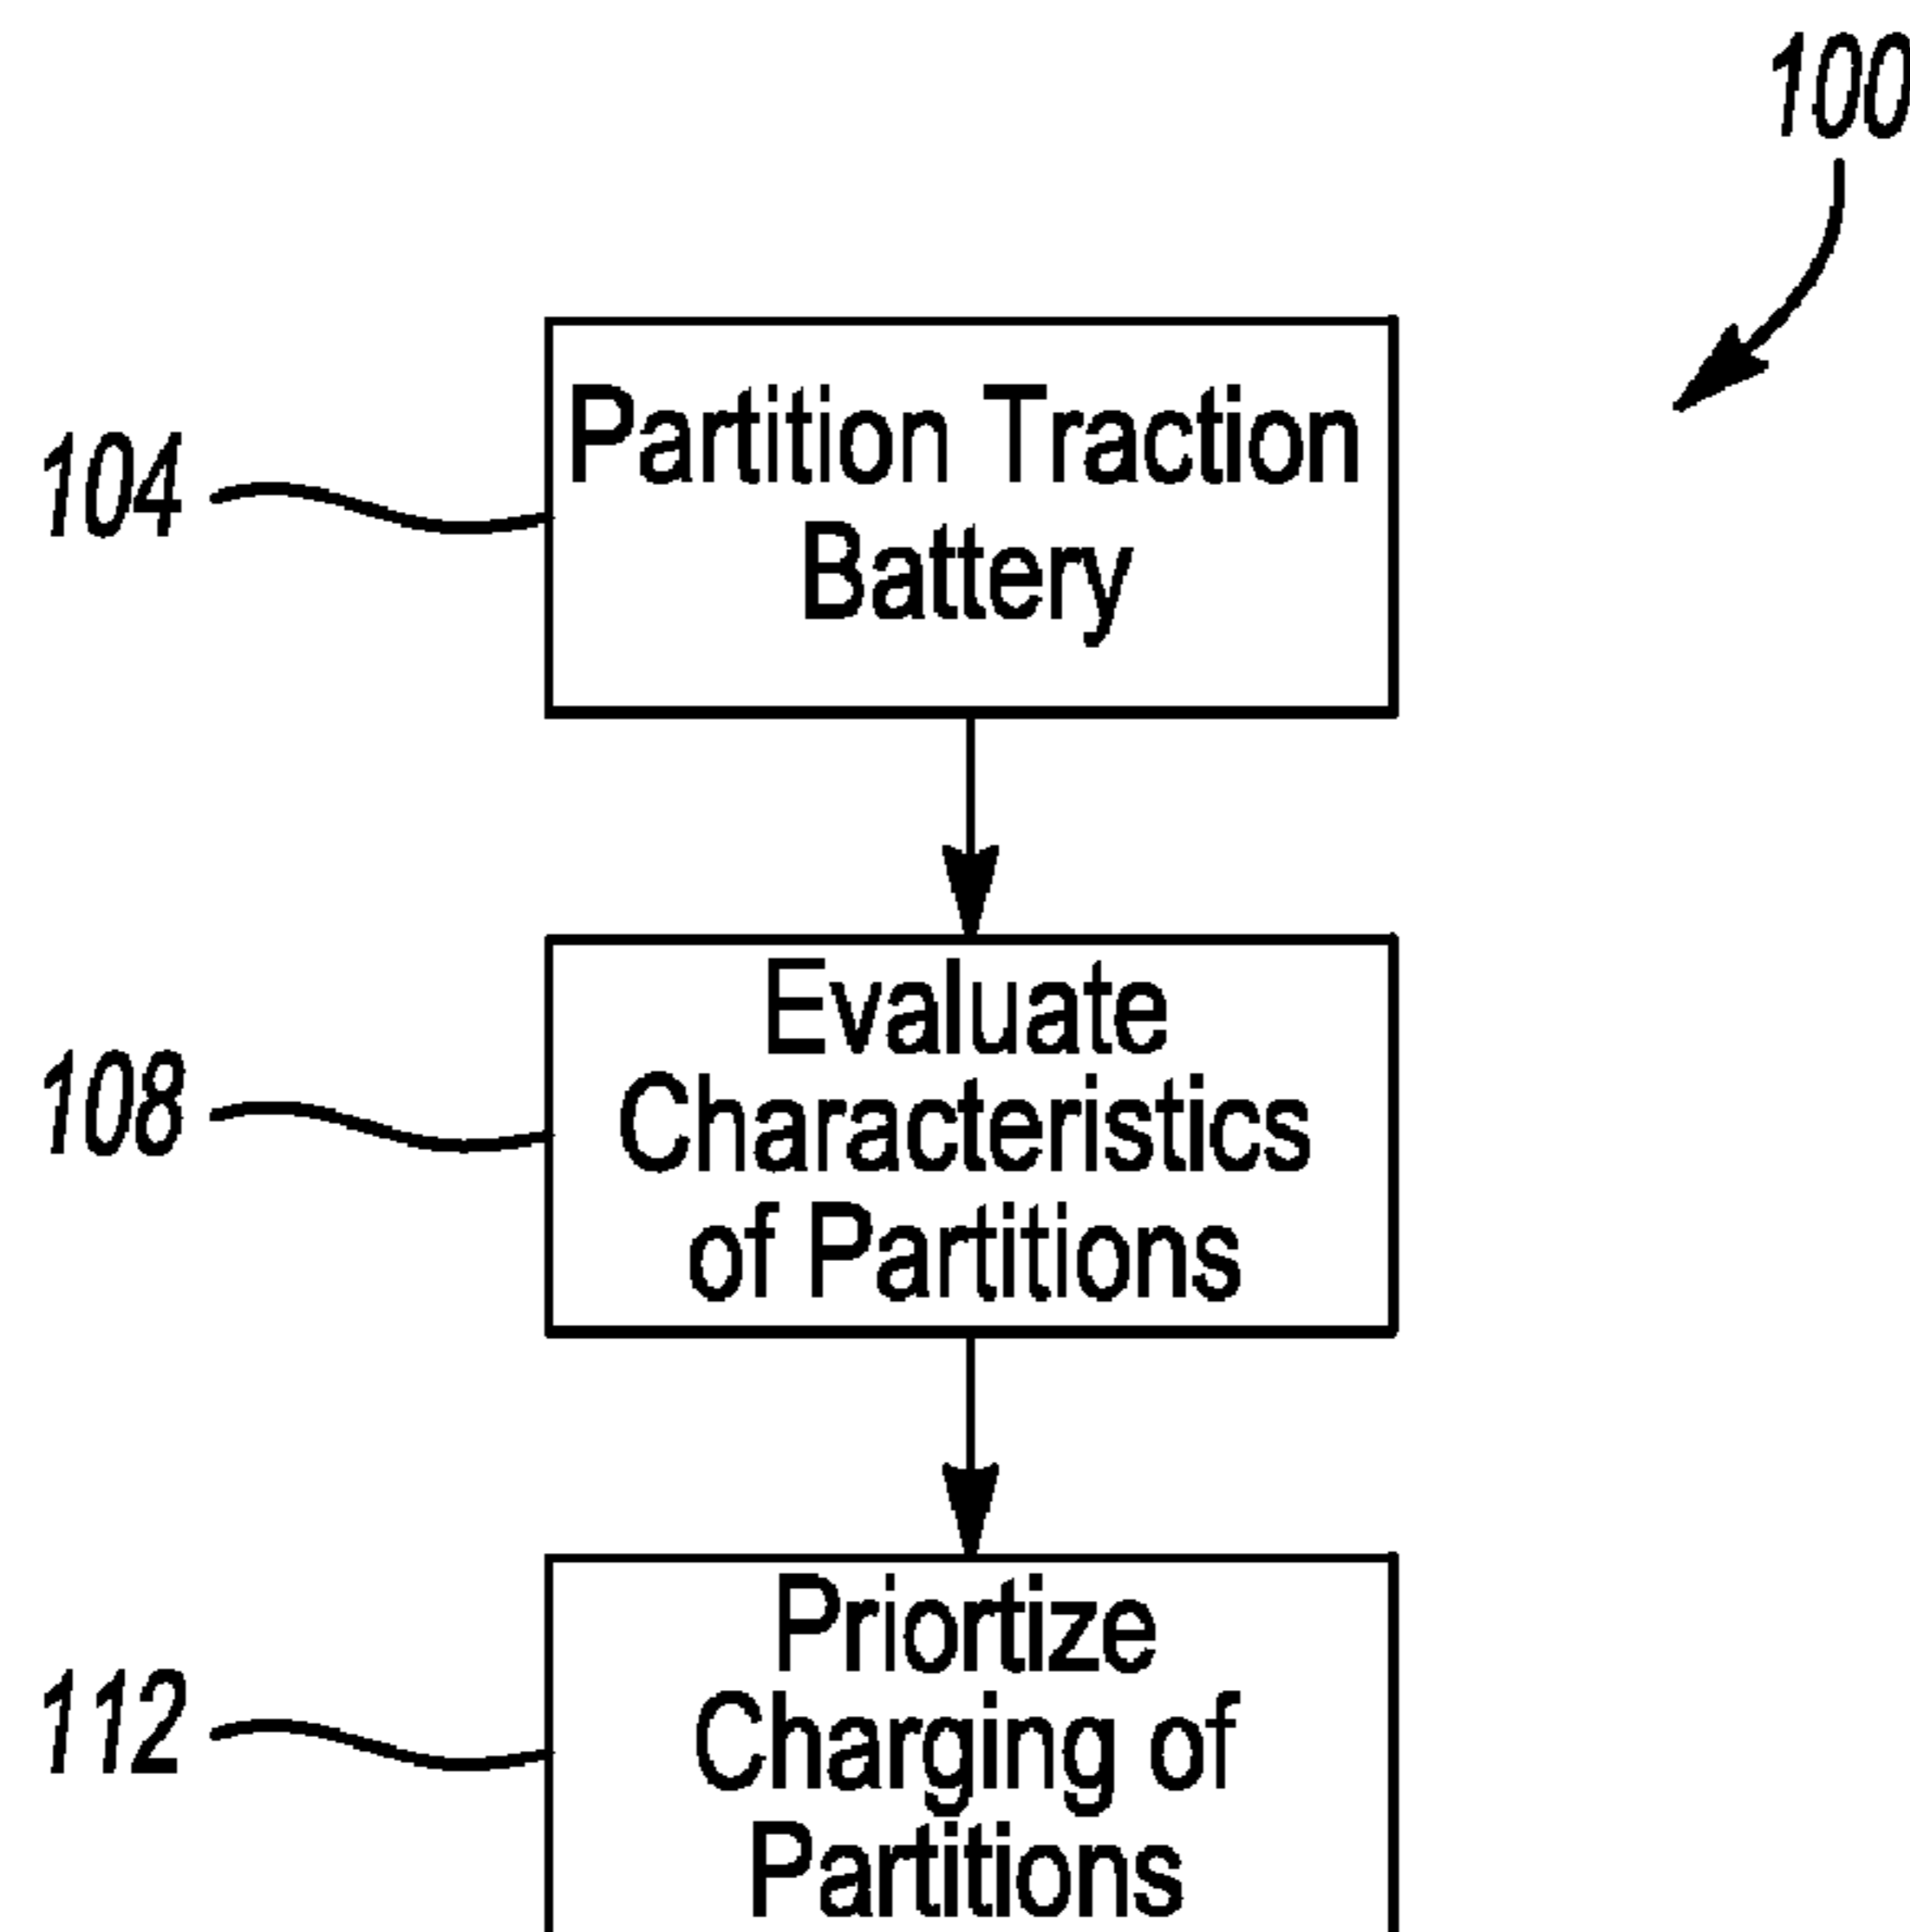 100
104
Partition Traction
Battery
108
Evaluate
Characteristics
of Partitions
112
Priortize
Charging of
Partitions